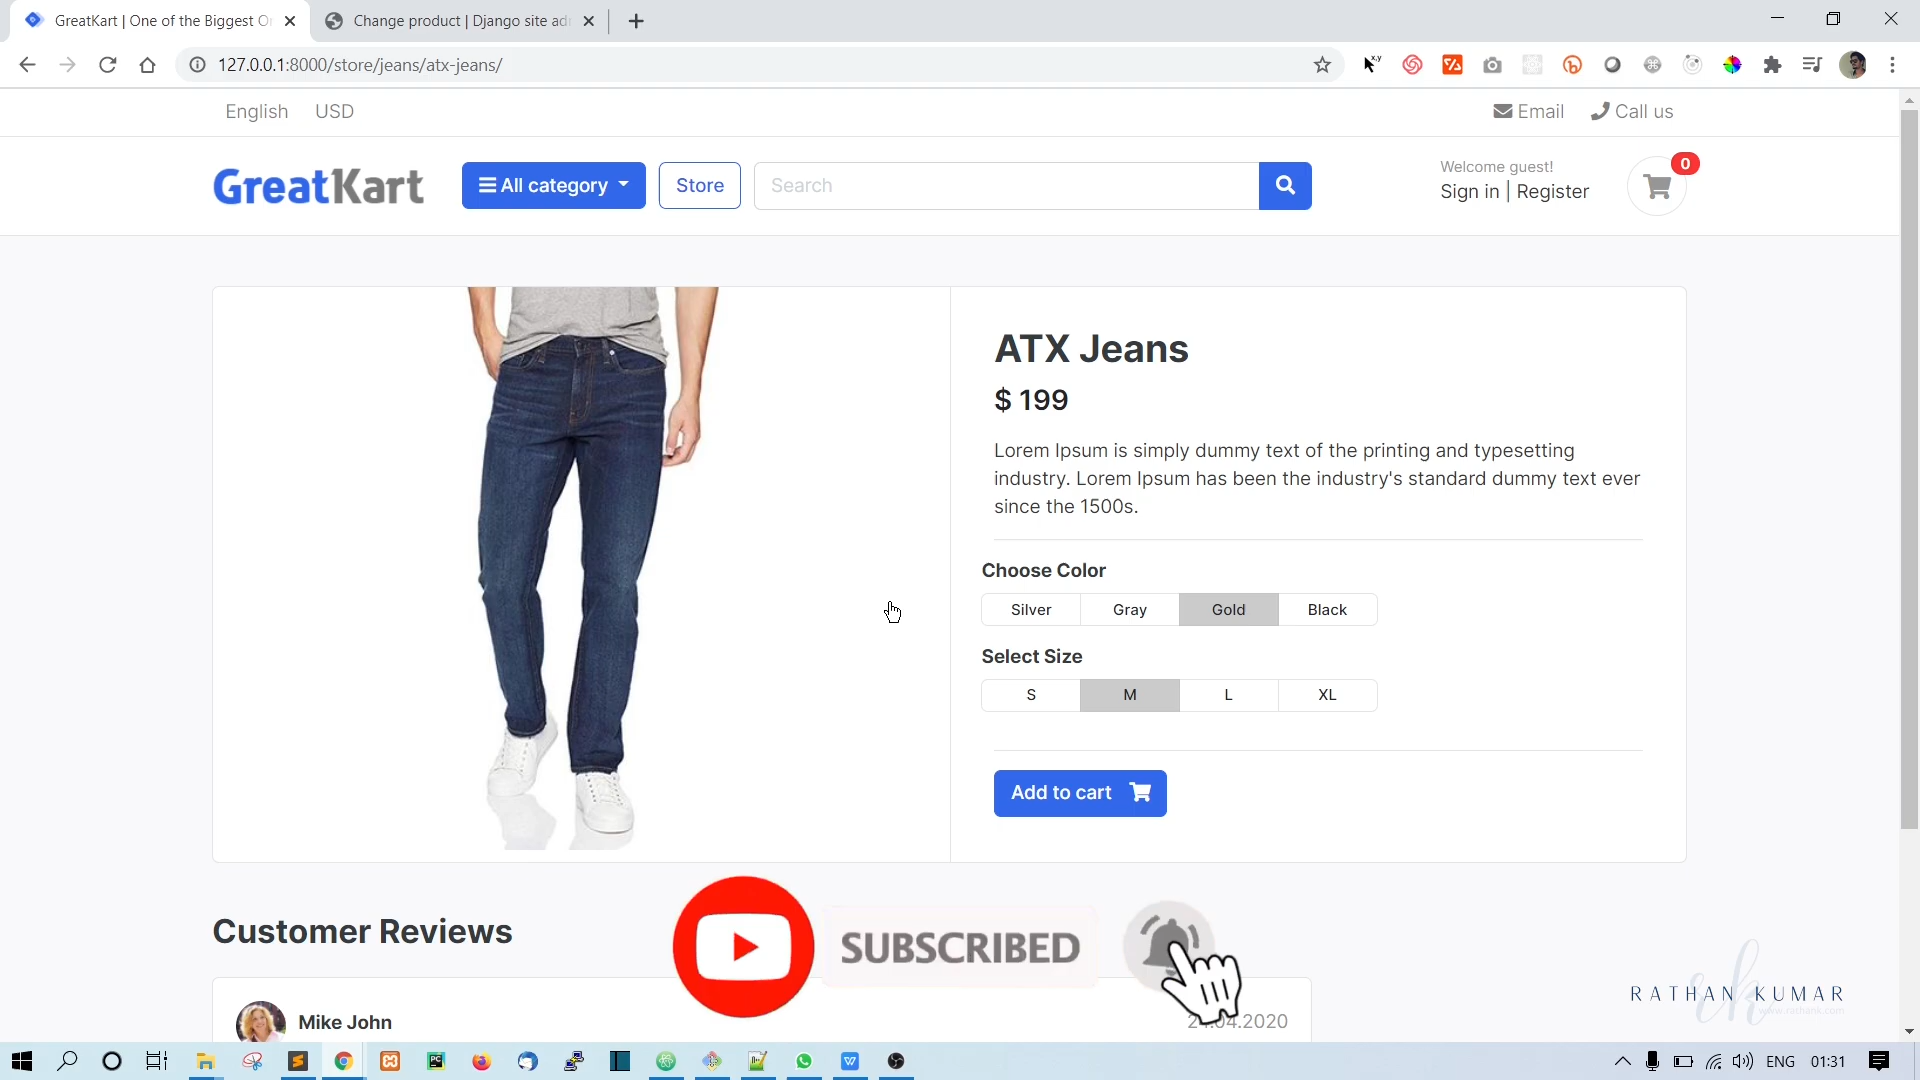 GreatKart | One of the Biggest O
Change product | Django site ad
127.0.0.1:8000/store/jeans/atx-jeans/
English
USD
Email
Call us
GreatKart
All category
Store
Search
Welcome guest!
Sign in | Register
0
ATX Jeans
$ 199
Lorem Ipsum is simply dummy text of the printing and typesetting
industry. Lorem Ipsum has been the industry's standard dummy text ever
since the 1500s.
Choose Color
Silver
Gray
Gold
Black
Select Size
S
M
L
XL
Add to cart
Customer Reviews
SUBSCRIBED
Mike John
RATHAN KUMAR
www.rathank.com
ENG
01:31